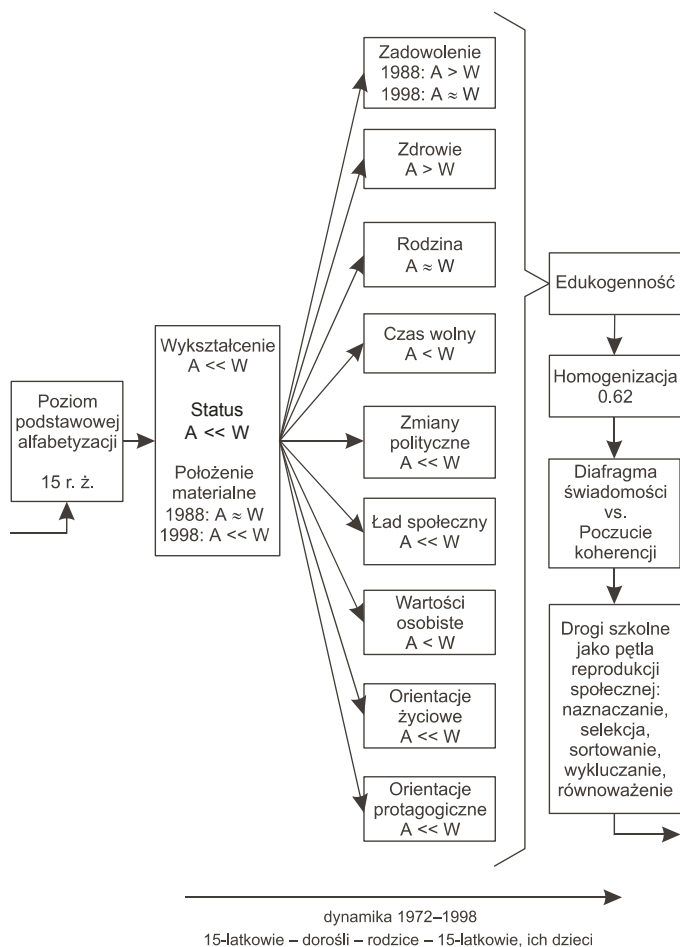 Poziom
podstawowej
alfabetyzacji
15 r. ż.
Wykształcenie
A << W
Status
A << W
Położenie
materialne
1988: A ≈ W
1998: A << W
Zadowolenie
1988: A > W
1998: A ≈ W
Zdrowie
A > W
Rodzina
A ≈ W
Czas wolny
A < W
Zmiany
polityczne
A << W
Ład społeczny
A << W
Wartości
osobiste
A < W
Orientacje
życiowe
A << W
Orientacje
protagogiczne
A << W
Edukogenność
Homogenizacja
0.62
Diafragma
świadomości
vs.
Poczucie
koherencji
Drogi szkolne
jako pętla
reprodukcji
społecznej:
naznaczanie,
selekcja,
sortowanie,
wykluczanie,
równoważenie
dynamika 1972–1998
15-latkowie – dorośli – rodzice – 15-latkowie, ich dzieci